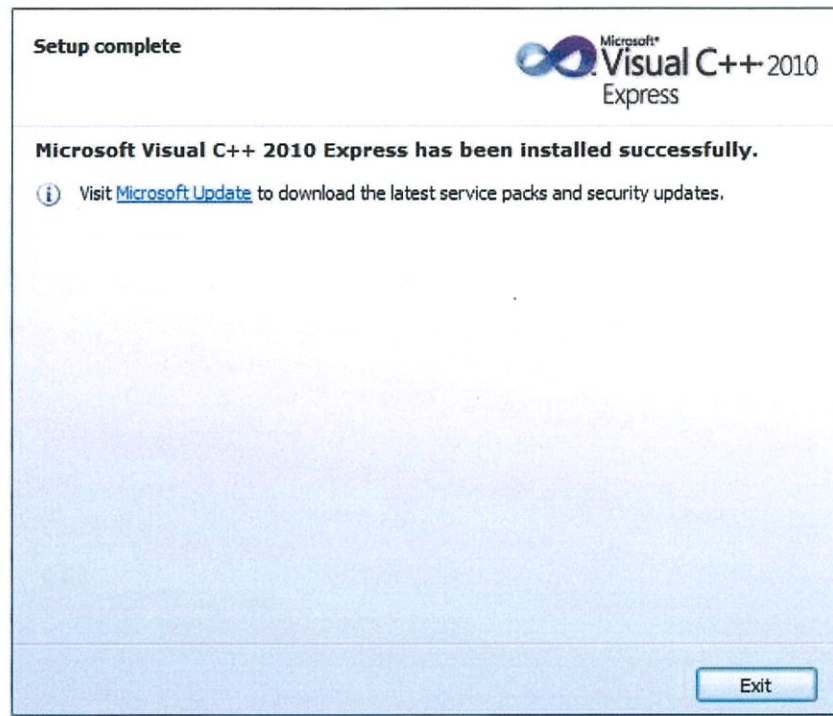 Setup complete
Microsoft®
Visual C++ 2010
Express
Microsoft Visual C++ 2010 Express has been installed successfully.
Visit Microsoft Update to download the latest service packs and security updates.
Exit